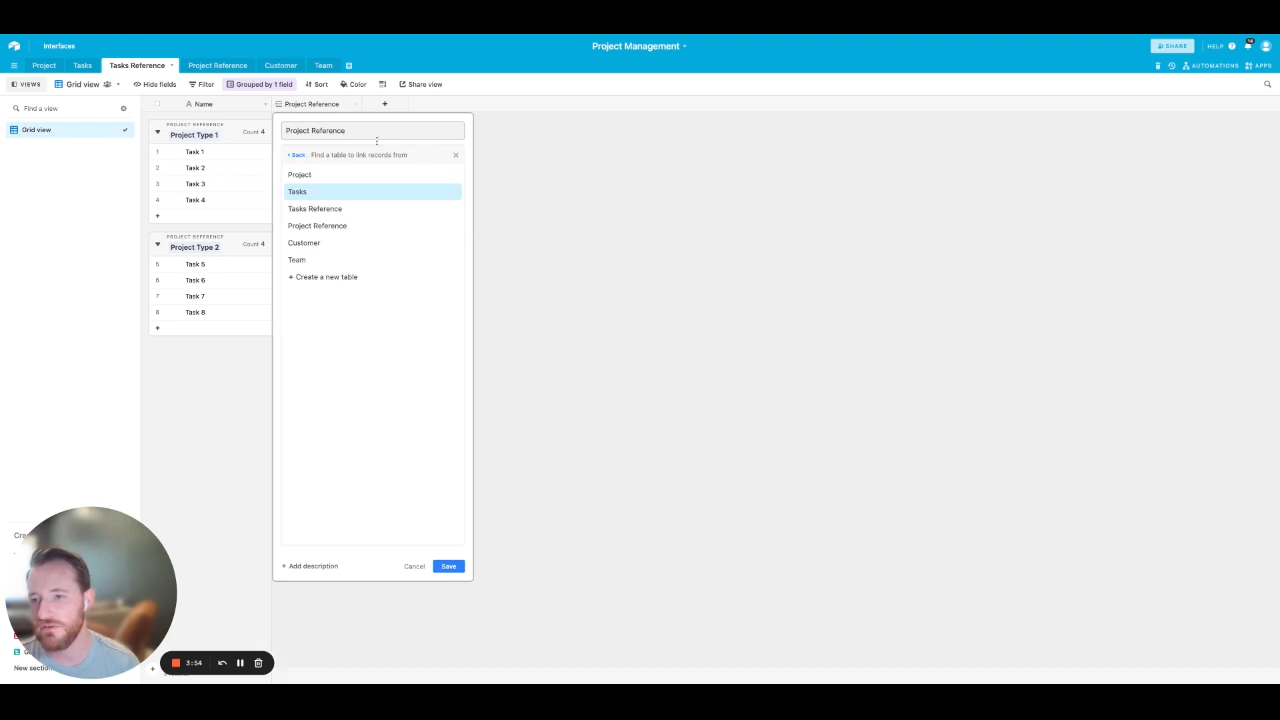 Interfaces
Project Management
SHARE
HELP
Project
Tasks
Tasks Reference
Project Reference
Customer
Team
AUTOMATIONS
APPS
VIEWS
Grid view
Hide fields
Filter
Grouped by 1 field
Sort
Color
Share view
Find a view
Grid view
Name
Project Reference
PROJECT REFERENCE
Project Type 1
Count 4
1 Task 1
2 Task 2
3 Task 3
4 Task 4
+
PROJECT REFERENCE
Project Type 2
Count 4
5 Task 5
6 Task 6
7 Task 7
8 Task 8
+
Project Reference
Back
Find a table to link records from
Project
Tasks
Tasks Reference
Project Reference
Customer
Team
+ Create a new table
+ Add description
Cancel
Save
New section
3:54